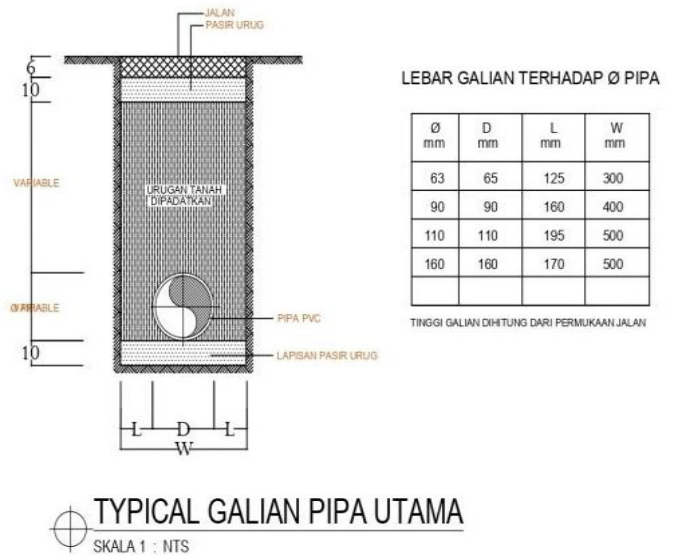 JALAN
PASIR URUG
6
10
VARIABLE
URUGAN TANAH
DIPADATKAN
VARIABLE
PIPA PVC
10
LAPISAN PASIR URUG
L D L
W
LEBAR GALIAN TERHADAP Ø PIPA
Ø D L W
mm mm mm mm
63 65 125 300
90 90 160 400
110 110 195 500
160 160 170 500
TINGGI GALIAN DIHITUNG DARI PERMUKAAN JALAN
TYPICAL GALIAN PIPA UTAMA
SKALA 1 : NTS